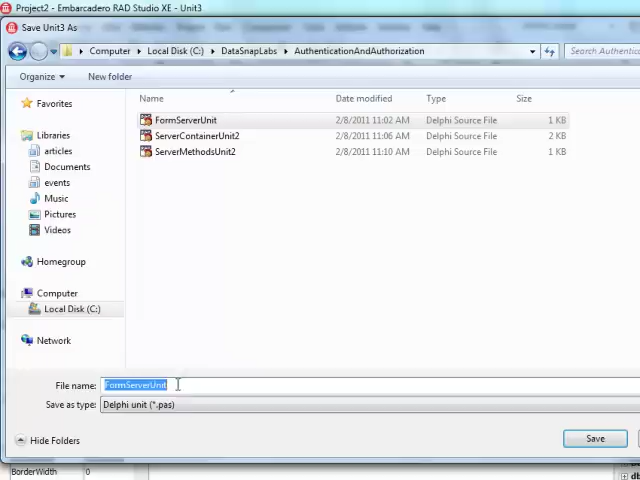 Project2 - Embarcadero RAD Studio XE - Unit3
Save Unit3 As
Computer Local Disk (C:) DataSnapLabs AuthenticationAndAuthorization Search Authentic
Organize New folder
Name Date modified Type Size
Favorites
Libraries
articles
Documents
events
Music
Pictures
Videos
Homegroup
Computer
Local Disk (C:)
Network
FormServerUnit 2/8/2011 11:02 AM Delphi Source File 1 KB
ServerContainerUnit2 2/8/2011 11:06 AM Delphi Source File 2 KB
ServerMethodsUnit2 2/8/2011 11:10 AM Delphi Source File 1 KB
File name: FormServerUnit
Save as type: Delphi unit (*.pas)
Hide Folders Save
BorderWidth 0